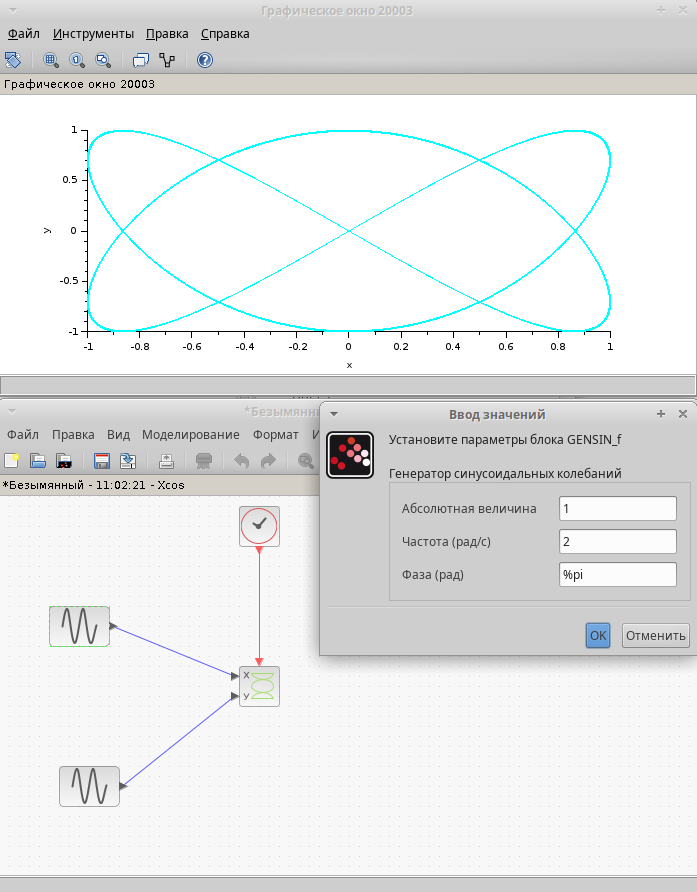 Графическое окно 20003
Файл Инструменты Правка Справка
Графическое окно 20003
1
0.5
0
-0.5
-1
y
-1 -0.8 -0.6 -0.4 -0.2 0 0.2 0.4 0.6 0.8 1
x
*Безымянн
Файл Правка Вид Моделирование Формат И
*Безымянный - 11:02:21 - Xcos
X
У
Ввод значений
Установите параметры блока GENSIN_f
Генератор синусоидальных колебаний
Абсолютная величина 1
Частота (рад/с) 2
Фаза (рад) %pi
OK Отменить